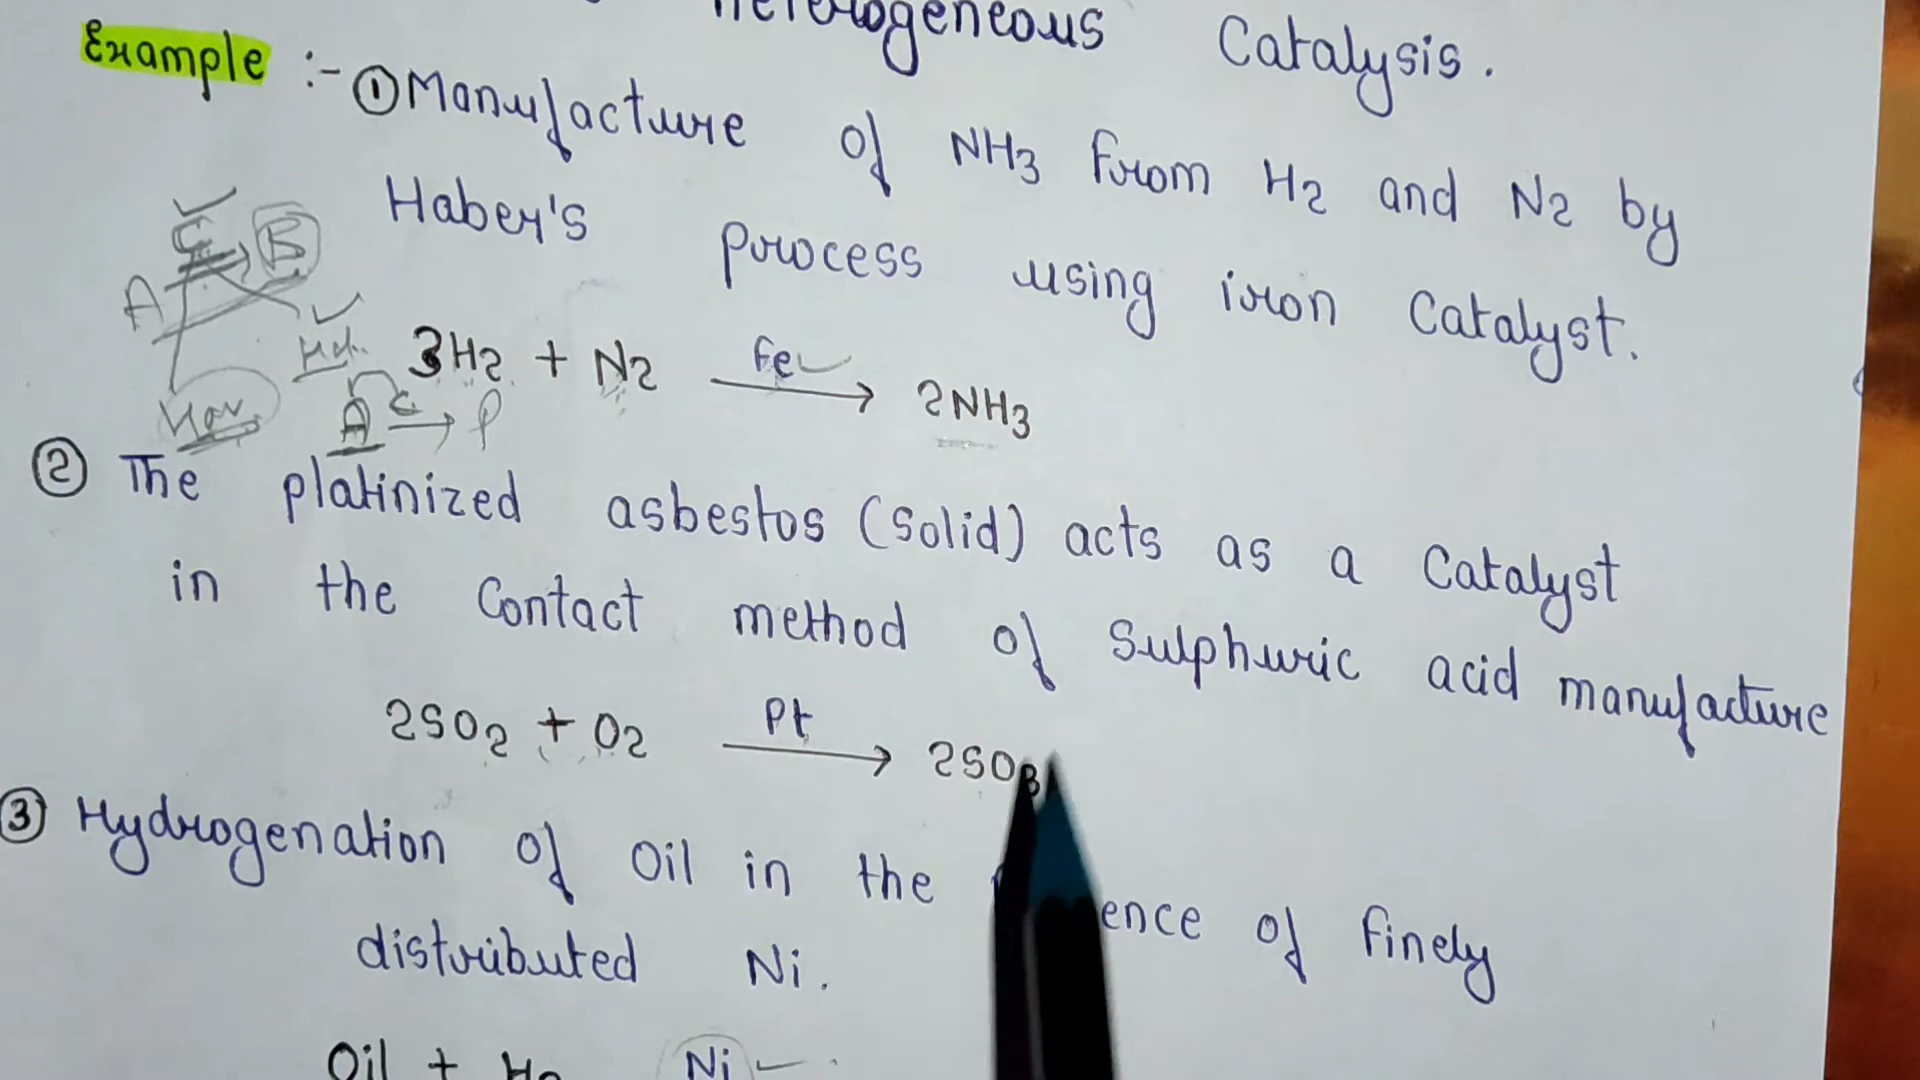 Heterogeneous Catalysis.
Example :- ① Manufacture of NH3 from H2 and N2 by
Haber's process using iron Catalyst.
C B
A
3H2 + N2 Fe → 2NH3
A C → P
② The platinized asbestos (Solid) acts as a Catalyst
in the Contact method of Sulphuric acid manufacture
2SO2 + O2 Pt → 2SO3
③ Hydrogenation of Oil in the ence of finely
distributed Ni.
Oil + H2 Ni